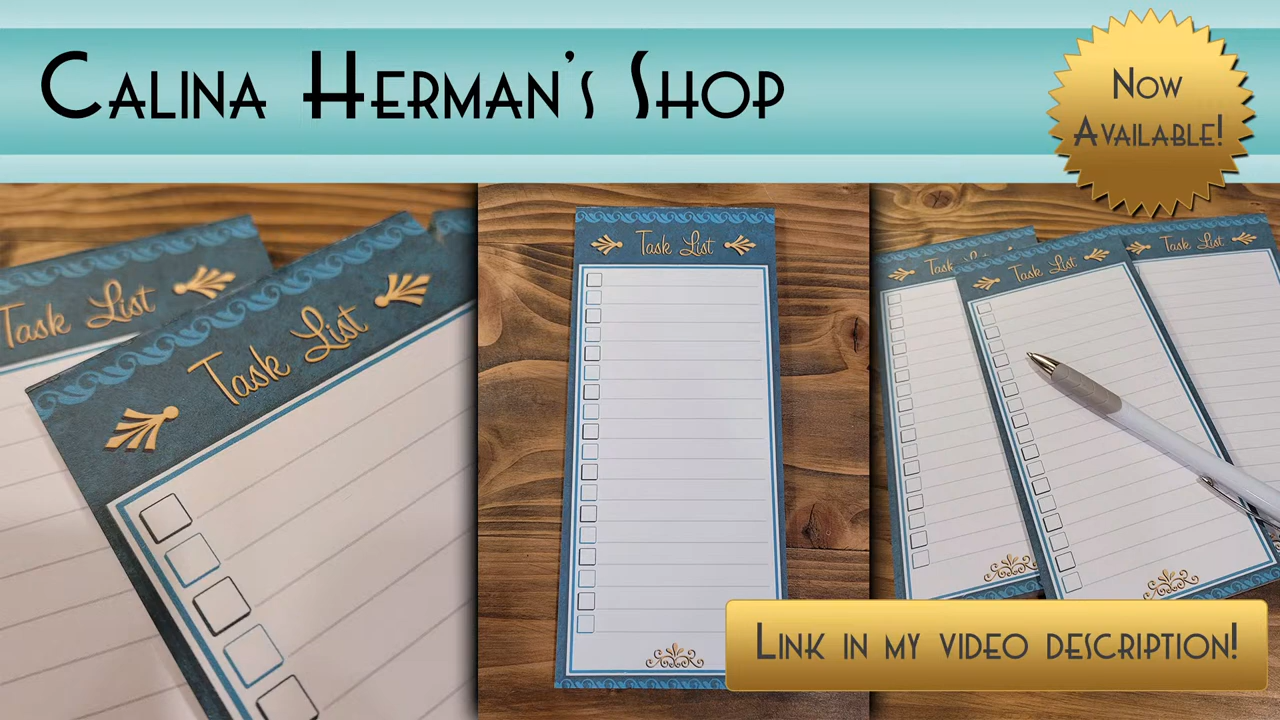 Calina Herman's Shop
Now
Available!
Task List
Task List
Task List
Task
Task List
Task List
Link in my video description!